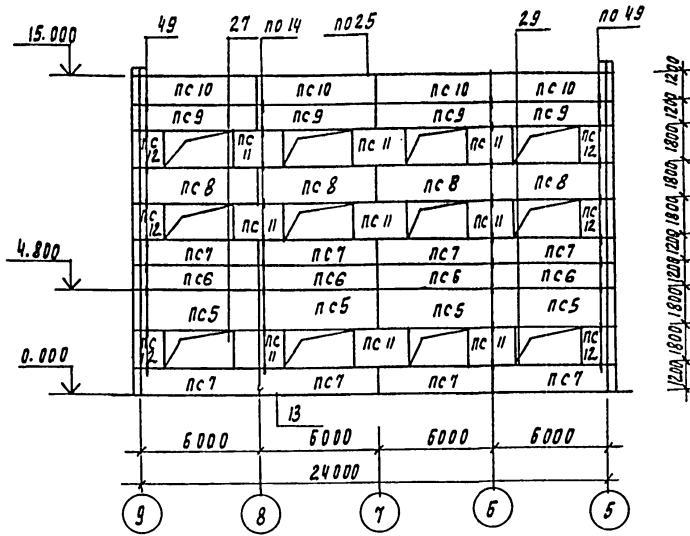 49 27 по 14 по 25 29 по 49
15.000
пс 10 пс 10 пс 10 пс 10
пс 9 пс 9 пс 9 пс 9
пс 12 пс 11 пс 11 пс 11 пс 12
пс 8 пс 8 пс 8 пс 8
пс 12 пс 11 пс 11 пс 11 пс 12
пс 7 пс 7 пс 7 пс 7
4.800
пс 6 пс 6 пс 6 пс 6
пс 5 пс 5 пс 5 пс 5
пс 12 пс 11 пс 11 пс 11 пс 12
0.000
пс 7 пс 7 пс 7 пс 7
13
1200 1800 1800 1200 1200 1800 1800 1800 1200 1200
6000 6000 6000 6000
24000
9 8 7 6 5